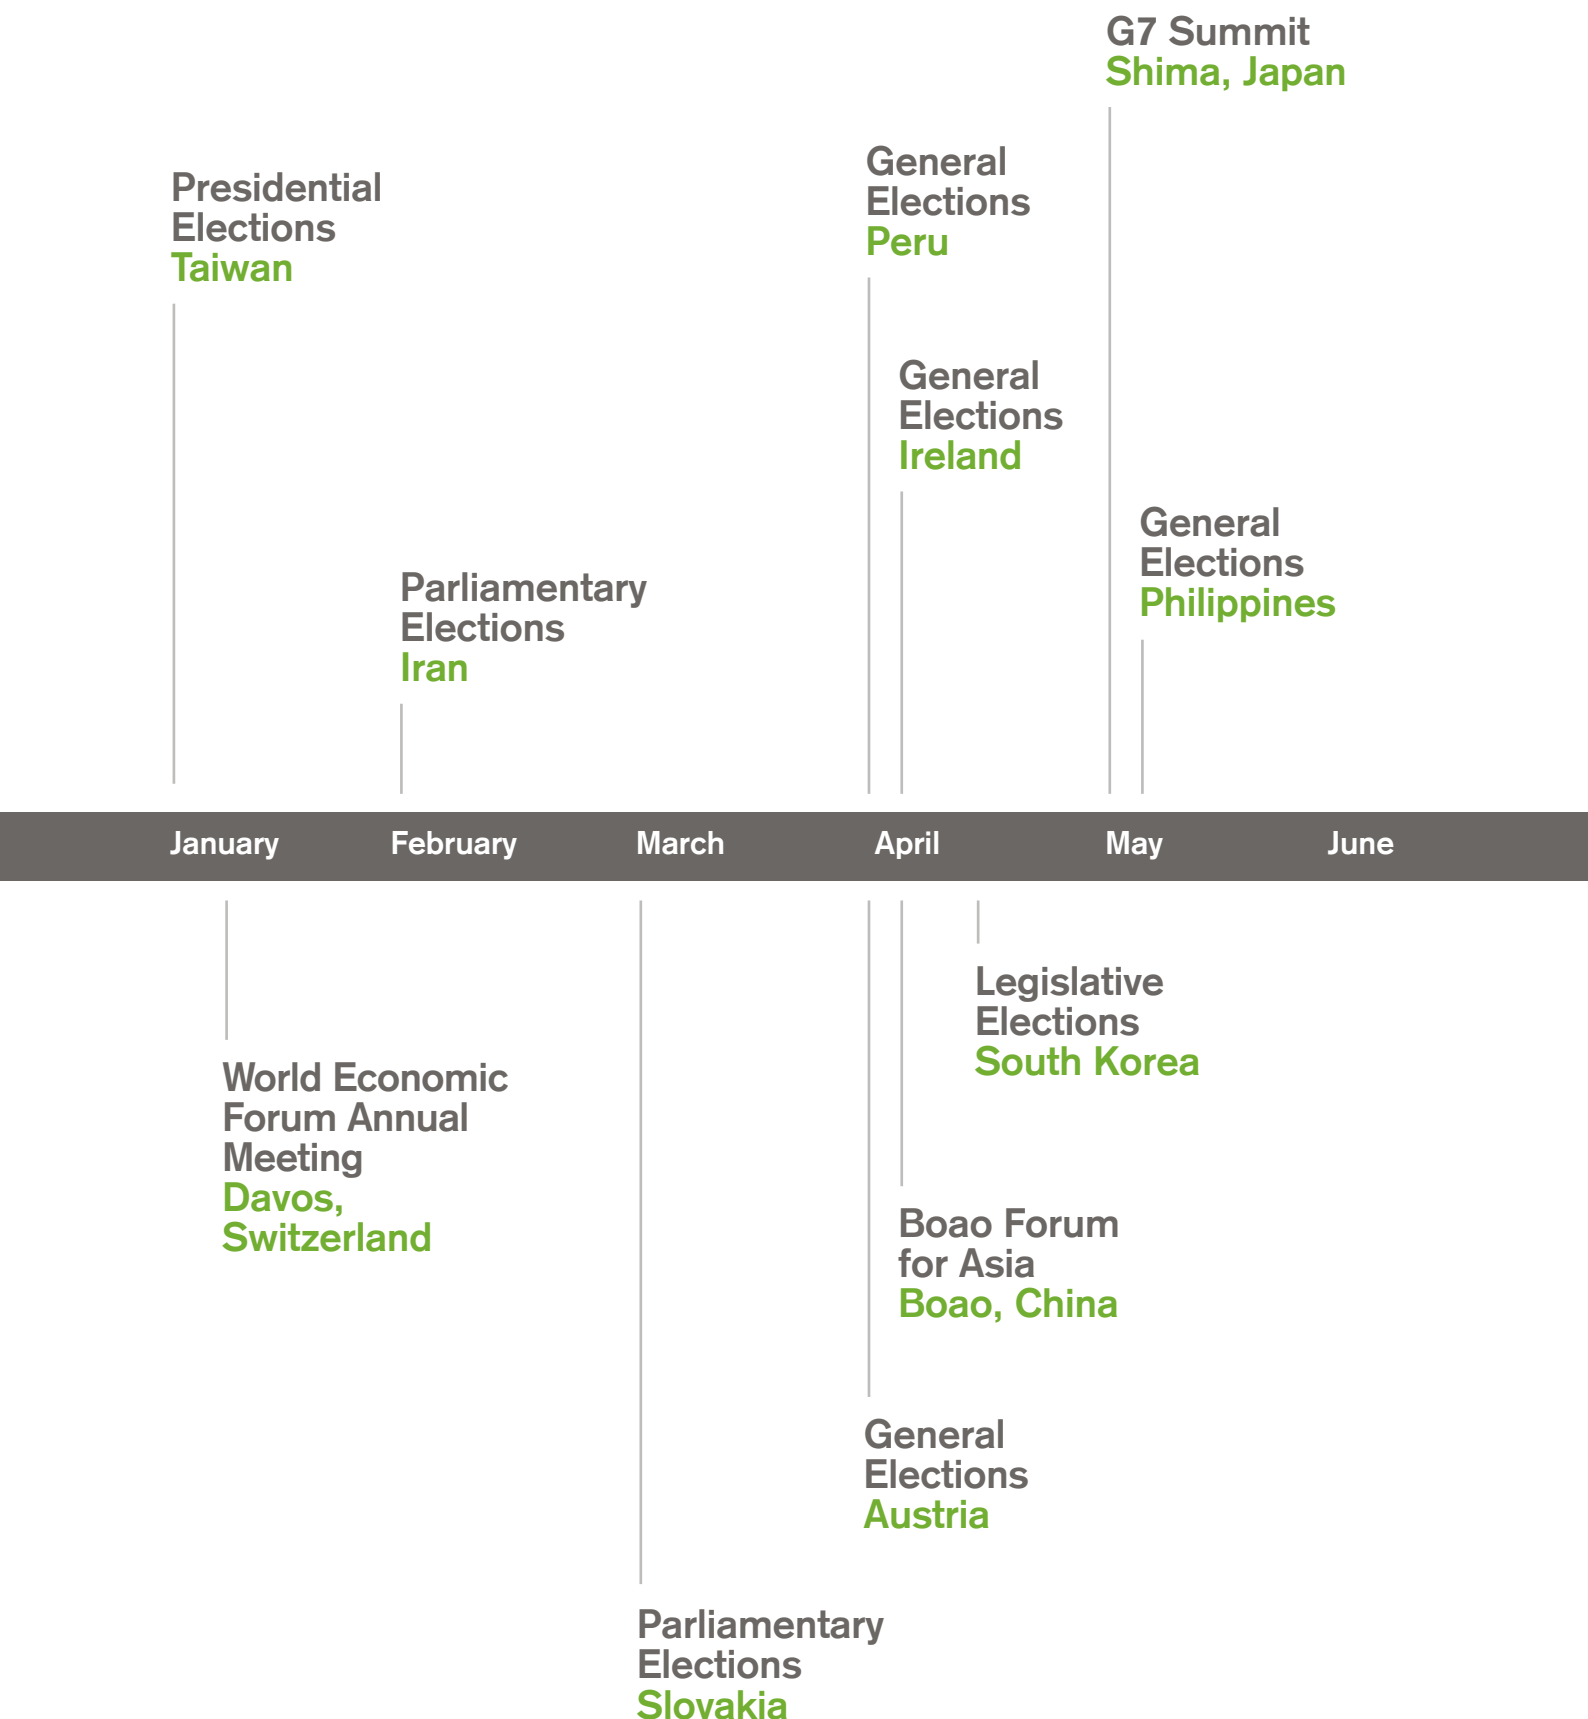 G7 Summit
Shima, Japan
Presidential
Elections
Taiwan
General
Elections
Peru
General
Elections
Ireland
General
Elections
Philippines
Parliamentary
Elections
Iran
January
February
March
April
May
June
Legislative
Elections
South Korea
World Economic
Forum Annual
Meeting
Davos,
Switzerland
Boao Forum
for Asia
Boao, China
General
Elections
Austria
Parliamentary
Elections
Slovakia